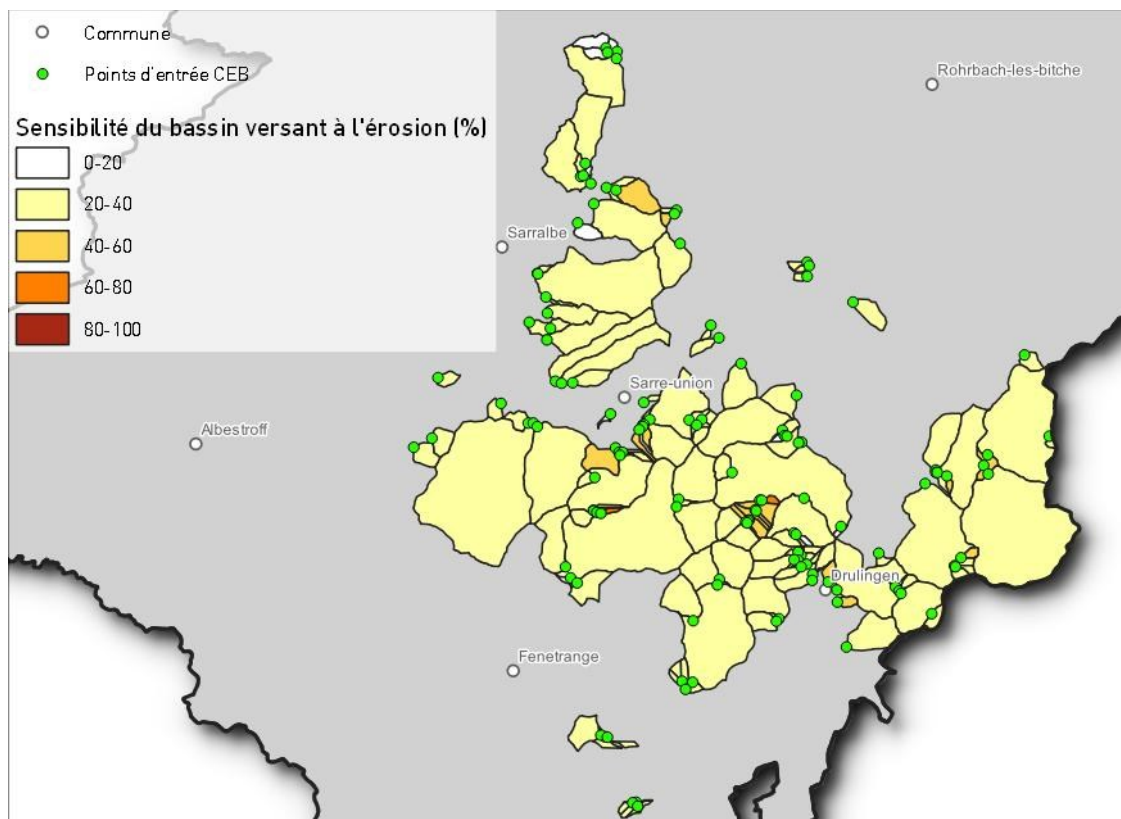 Commune
Points d'entrée CEB
Sensibilité du bassin versant à l'érosion (%)
0-20
20-40
40-60
60-80
80-100
Rohrbach-les-bitche
Sarralbe
Sarre-union
Albestroff
Drulingen
Fenetrange